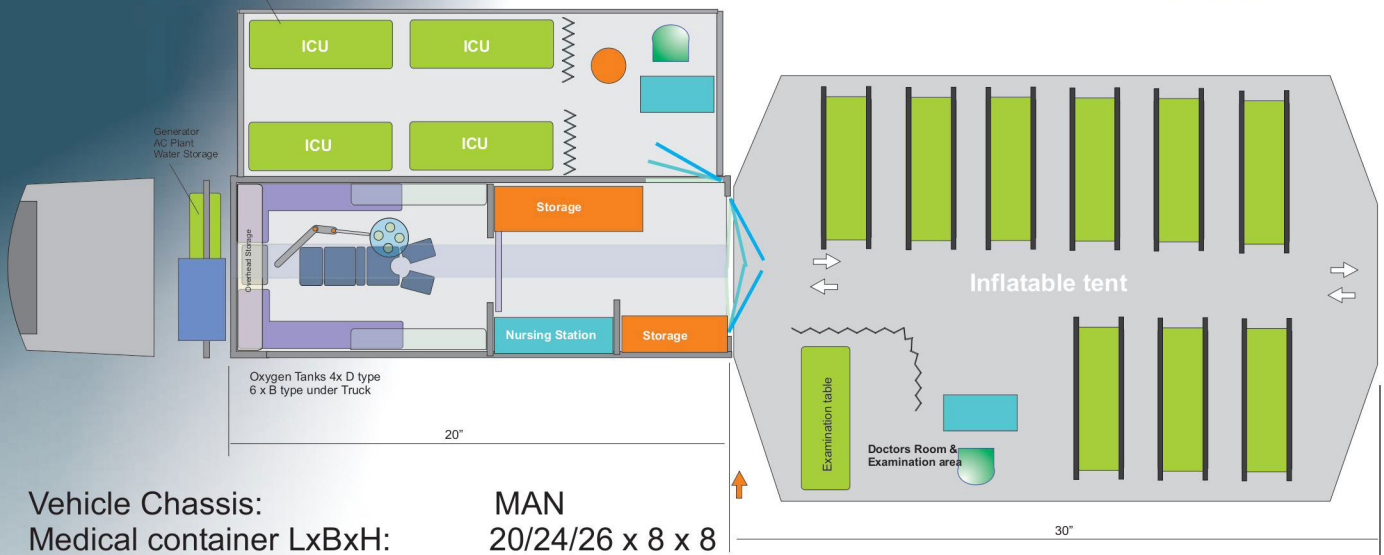 ICU
ICU
ICU
ICU
Generator
AC Plant
Water Storage
Overhead Storage
Storage
Nursing Station
Storage
Inflatable tent
Oxygen Tanks 4x D type
6 x B type under Truck
Examination table
Doctors Room &
Examination area
20”
30”
Vehicle Chassis: MAN
Medical container LxBxH: 20/24/26 x 8 x 8